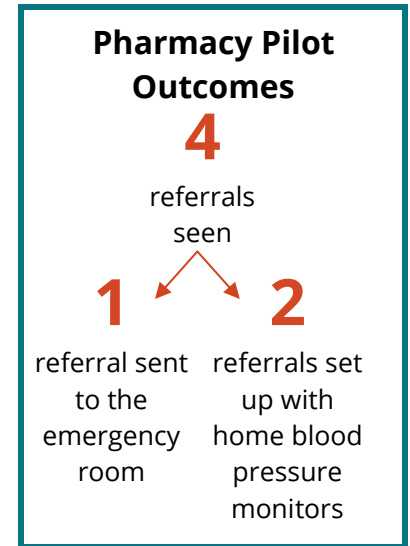 Pharmacy Pilot
Outcomes
4
referrals
seen
1
referral sent
to the
emergency
room
2
referrals set
up with
home blood
pressure
monitors